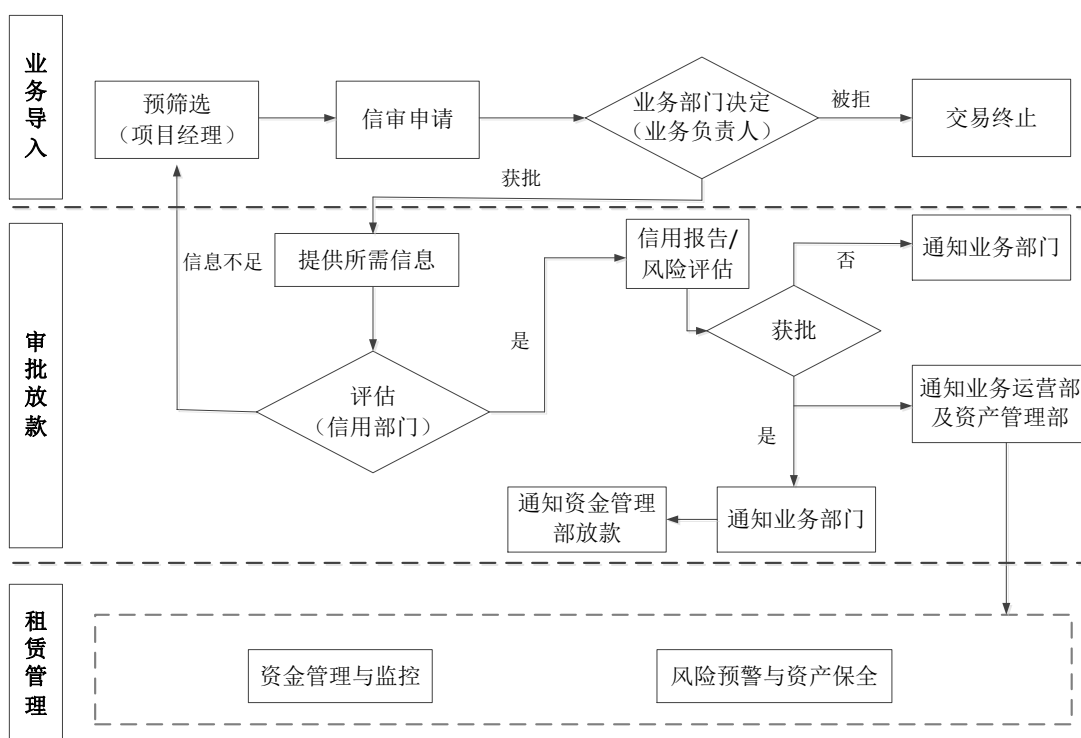 业务导入
预筛选
（项目经理）
信审申请
业务部门决定
（业务负责人）
被拒
交易终止
获批
审批放款
信息不足
提供所需信息
是
评估
（信用部门）
信用报告/
风险评估
否
通知业务部门
获批
是
通知业务运营部
及资产管理部
通知资金管理
部放款
通知业务部门
租赁管理
资金管理与监控
风险预警与资产保全